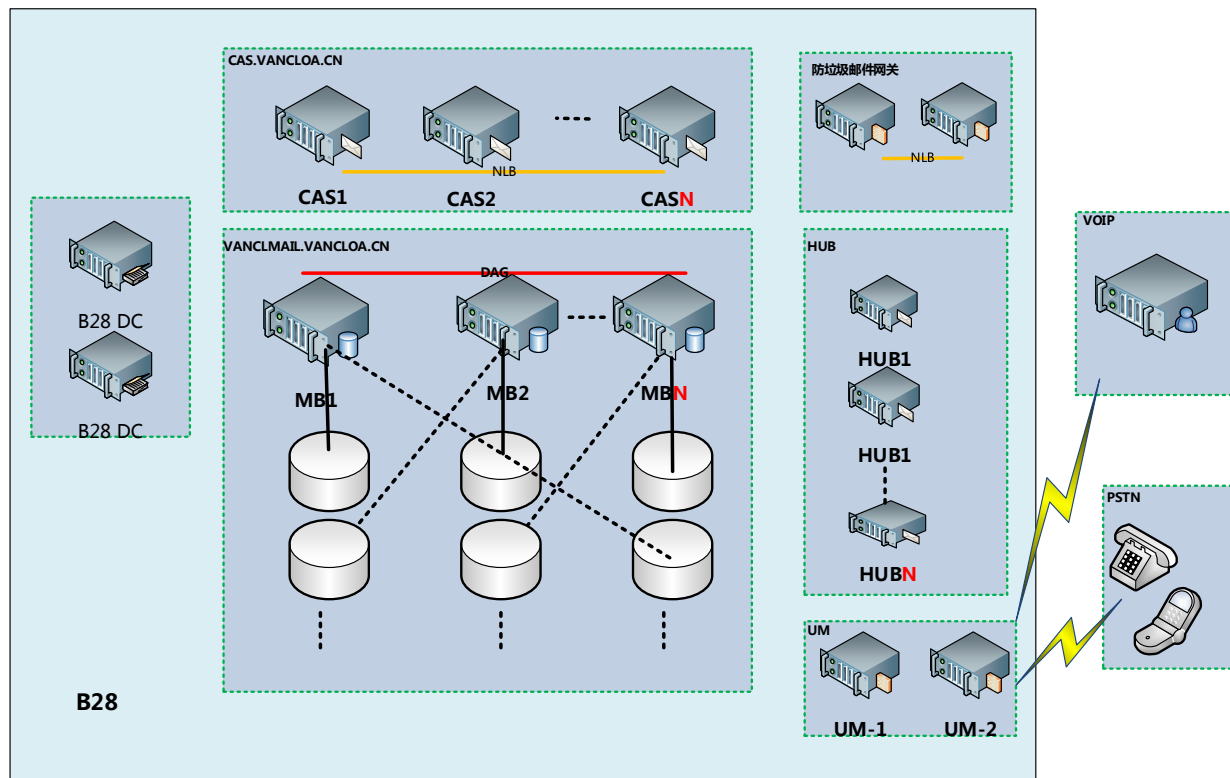 CAS.VANCLOA.CN
NLB
CAS1
CAS2
CASN
防垃圾邮件网关
NLB
B28 DC
B28 DC
VANCLMAIL.VANCLOA.CN
DAG
MB1
MB2
MBN
HUB
HUB1
HUB1
HUBN
VOIP
PSTN
UM
UM-1
UM-2
B28